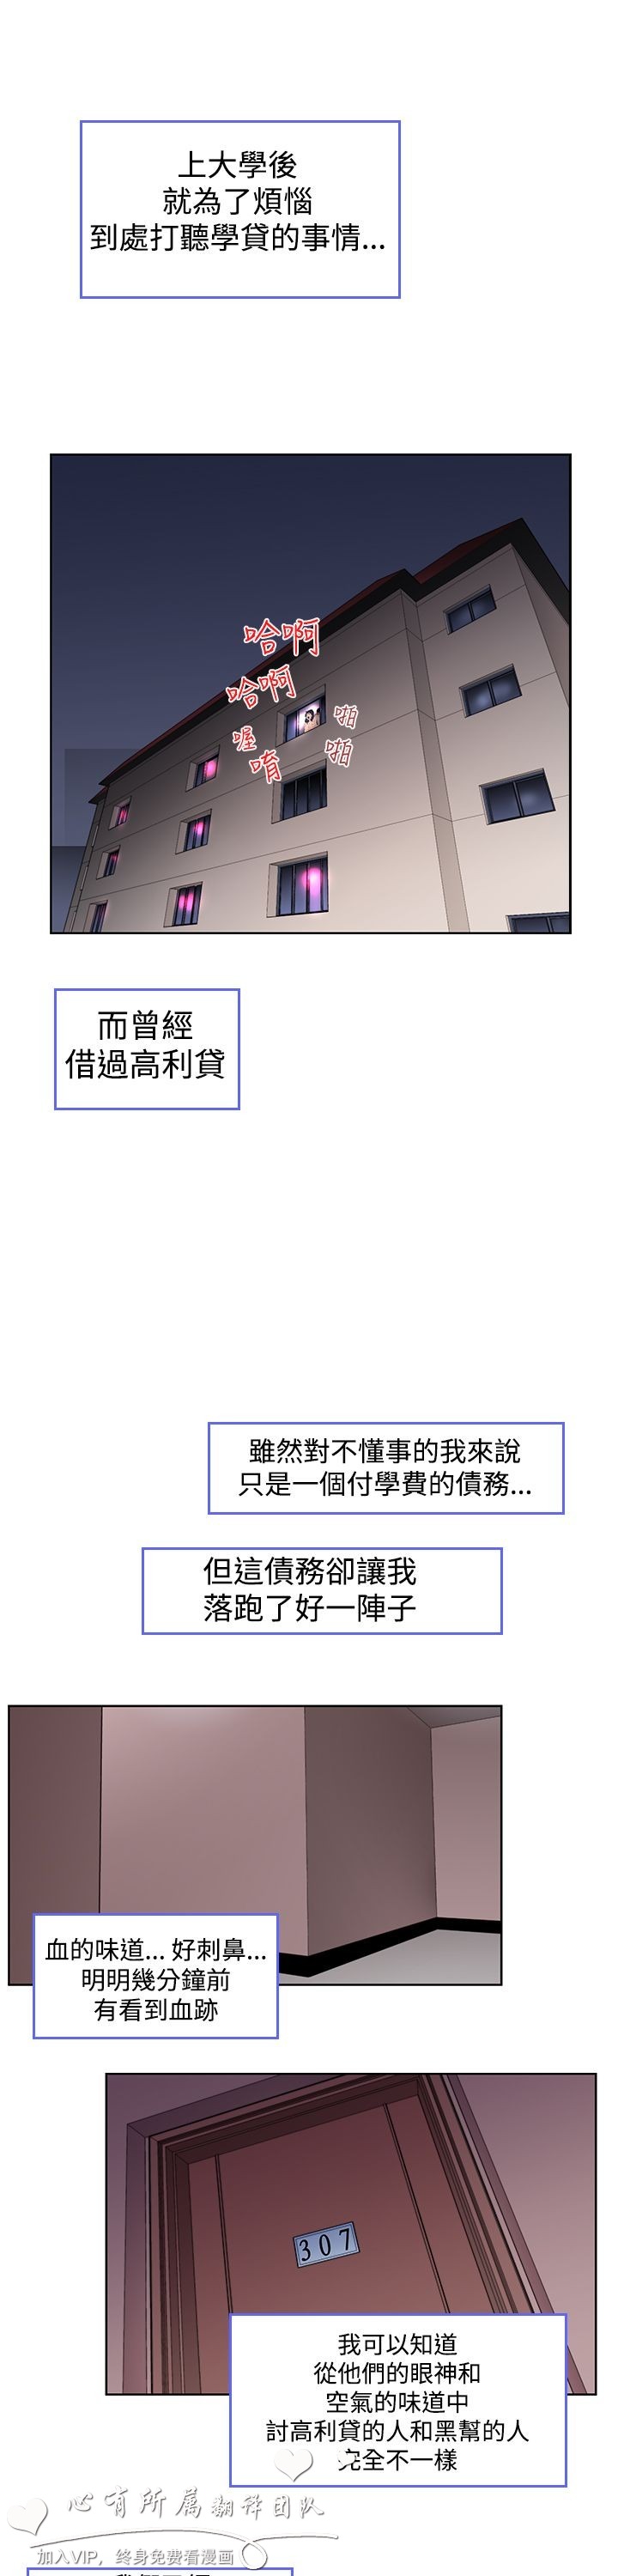 上大學後
就為了煩惱
到處打聽學貸的事情...
哈啊
哈啊
喔
唷
啪
啪
而曾經
借過高利貸
雖然對不懂事的我來說
只是一個付學費的債務...
但這債務卻讓我
落跑了好一陣子
血的味道... 好刺鼻...
明明幾分鐘前
有看到血跡
307
我可以知道
從他們的眼神和
空氣的味道中
討高利貸的人和黑幫的人
完全不一樣
心有所属翻译团队
加入VIP，终身免费看漫画